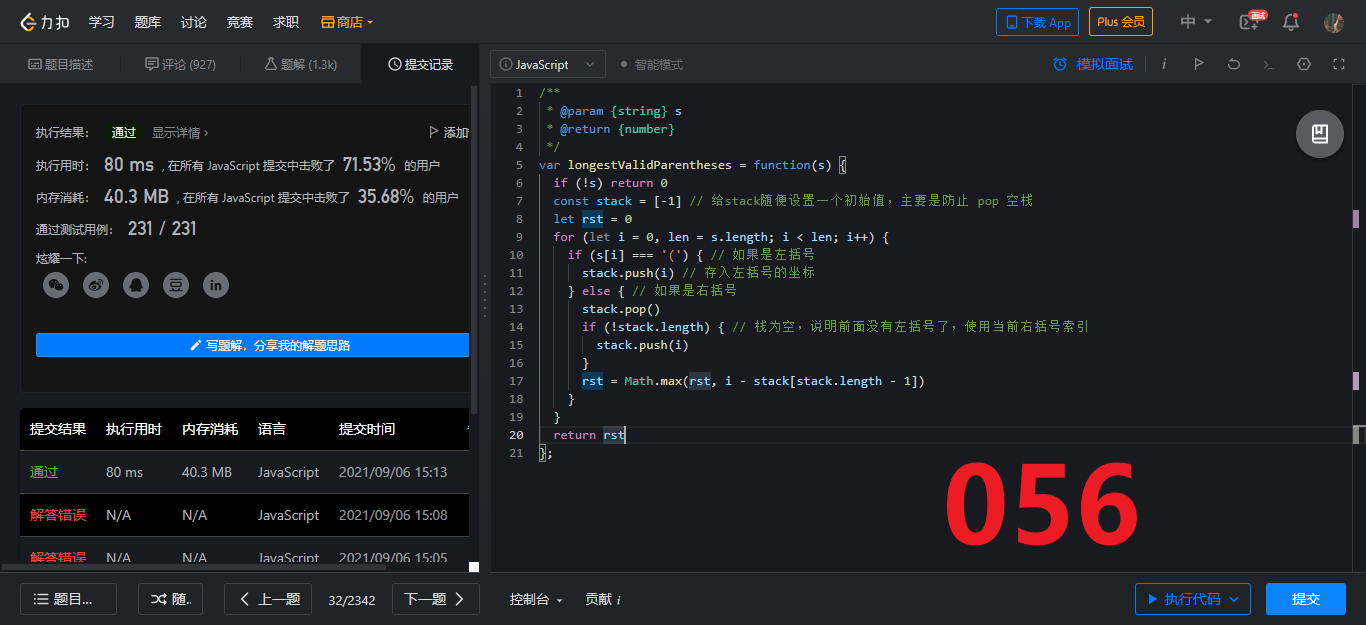 力扣 学习 题库 讨论 竞赛 求职 商店 下载 App Plus 会员 中 面试
题目描述 评论 (927) 题解 (1.3k) 提交记录
执行结果： 通过 显示详情 › 添加
执行用时： 80 ms , 在所有 JavaScript 提交中击败了 71.53% 的用户
内存消耗： 40.3 MB , 在所有 JavaScript 提交中击败了 35.68% 的用户
通过测试用例： 231 / 231
炫耀一下:
写题解，分享我的解题思路
提交结果 执行用时 内存消耗 语言 提交时间
通过 80 ms 40.3 MB JavaScript 2021/09/06 15:13
解答错误 N/A N/A JavaScript 2021/09/06 15:08
解答错误 N/A N/A JavaScript 2021/09/06 15:05
JavaScript 智能模式 模拟面试
1 /**
2 * @param {string} s
3 * @return {number}
4 */
5 var longestValidParentheses = function(s) {
6 if (!s) return 0
7 const stack = [-1] // 给stack随便设置一个初始值，主要是防止 pop 空栈
8 let rst = 0
9 for (let i = 0, len = s.length; i < len; i++) {
10 if (s[i] === '(') { // 如果是左括号
11 stack.push(i) // 存入左括号的坐标
12 } else { // 如果是右括号
13 stack.pop()
14 if (!stack.length) { // 栈为空，说明前面没有左括号了，使用当前右括号索引
15 stack.push(i)
16 }
17 rst = Math.max(rst, i - stack[stack.length - 1])
18 }
19 }
20 return rst
21 };
056
题目... 随. 上一题 32/2342 下一题 控制台 贡献 i 执行代码 提交